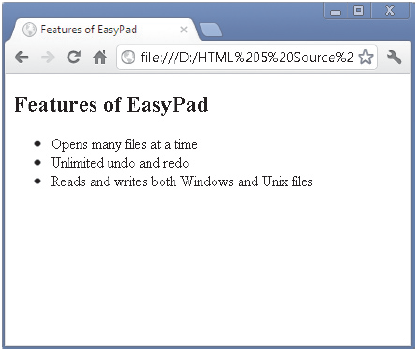 Features of EasyPad
file:///D:/HTML%205%20Source%2
Features of EasyPad
Opens many files at a time
Unlimited undo and redo
Reads and writes both Windows and Unix files